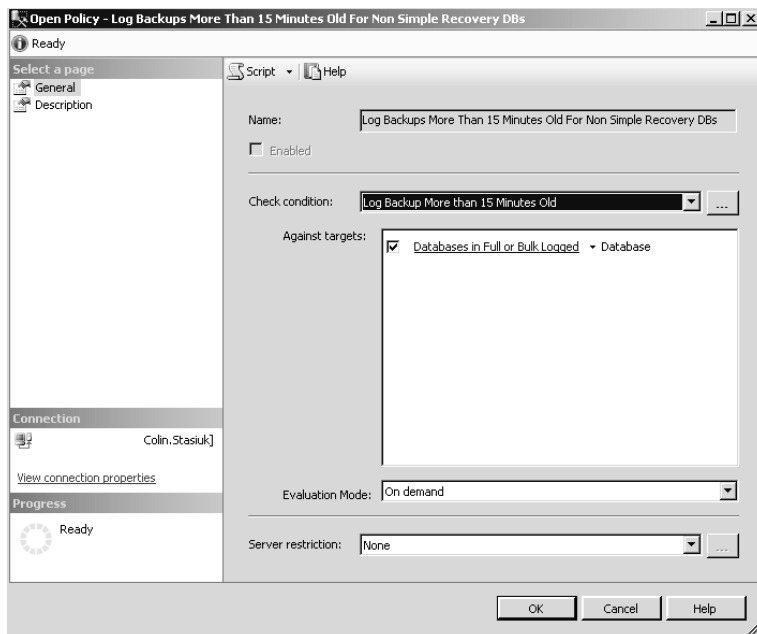 Open Policy - Log Backups More Than 15 Minutes Old For Non Simple Recovery DBs
Ready
Select a page
General
Description
Script Help
Name: Log Backups More Than 15 Minutes Old For Non Simple Recovery DBs
Enabled
Check condition: Log Backup More than 15 Minutes Old ...
Against targets:
Databases in Full or Bulk Logged Database
Connection
Colin.Stasiuk]
View connection properties
Progress
Ready
Evaluation Mode: On demand
Server restriction: None ...
OK Cancel Help